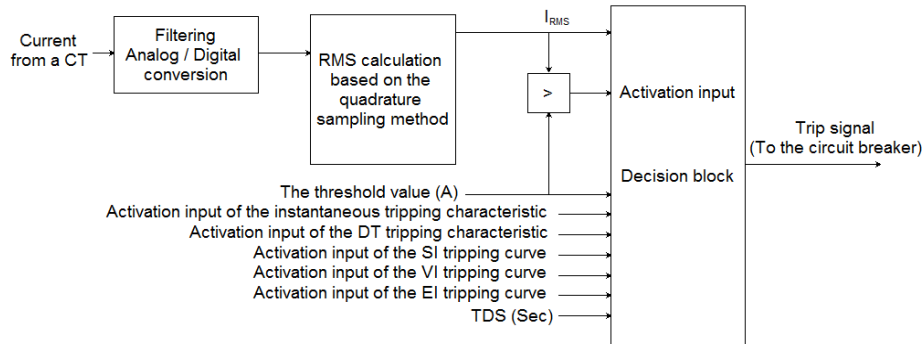 Current
from a CT
Filtering
Analog / Digital
conversion
RMS calculation
based on the
quadrature
sampling method
I_RMS
>
Activation input
Decision block
Trip signal
(To the circuit breaker)
The threshold value (A)
Activation input of the instantaneous tripping characteristic
Activation input of the DT tripping characteristic
Activation input of the SI tripping curve
Activation input of the VI tripping curve
Activation input of the EI tripping curve
TDS (Sec)